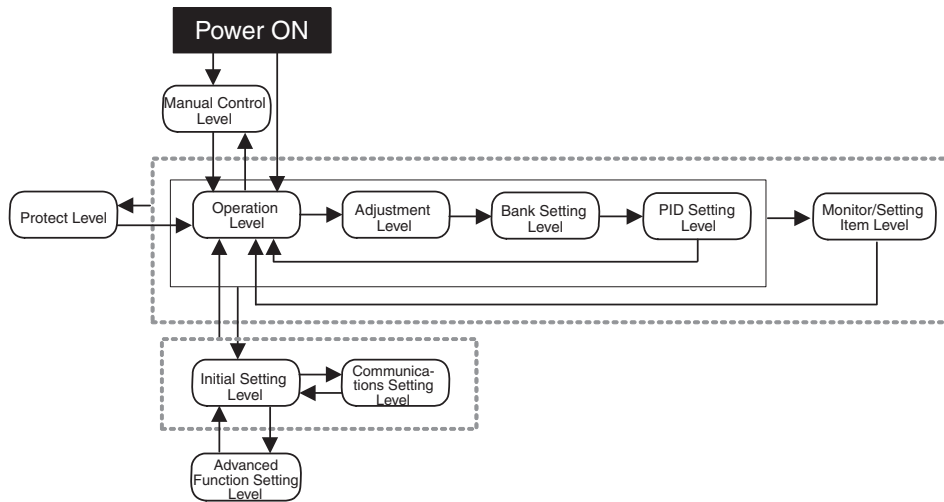 Power ON
Manual Control
Level
Protect Level
Operation
Level
Adjustment
Level
Bank Setting
Level
PID Setting
Level
Monitor/Setting
Item Level
Initial Setting
Level
Communica-
tions Setting
Level
Advanced
Function Setting
Level